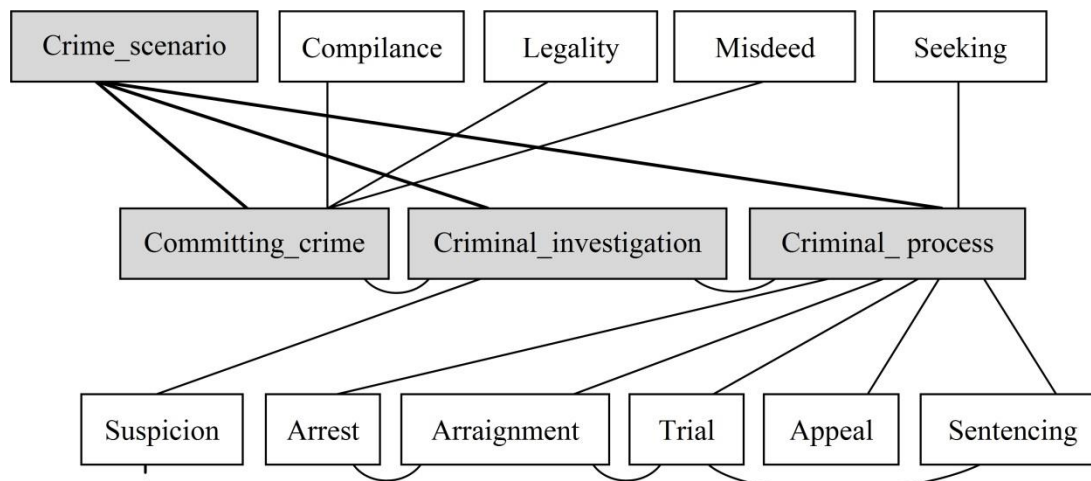 Crime_scenario
Compilance
Legality
Misdeed
Seeking
Committing_crime
Criminal_investigation
Criminal_ process
Suspicion
Arrest
Arraignment
Trial
Appeal
Sentencing